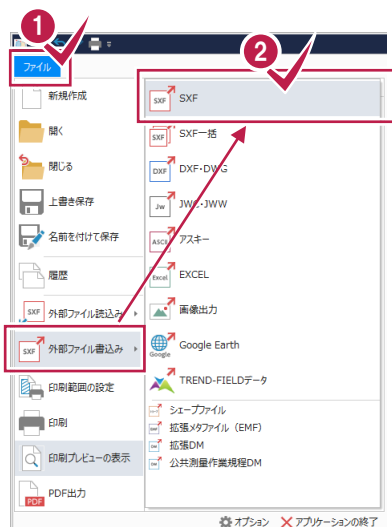 1
2
ファイル
新規作成
開く
閉じる
上書き保存
名前を付けて保存
履歴
SXF 外部ファイル読込み
SXF 外部ファイル書込み
印刷範囲の設定
印刷
印刷プレビューの表示
PDF PDF出力
SXF SXF
SXF SXF一括
DXF DXF・DWG
Jw JWC・JWW
ASCII アスキー
Excel EXCEL
画像出力
Google Google Earth
TREND-FIELDデータ
シェープファイル
拡張メタファイル（EMF）
拡張DM
公共測量作業規程DM
オプション
アプリケーションの終了